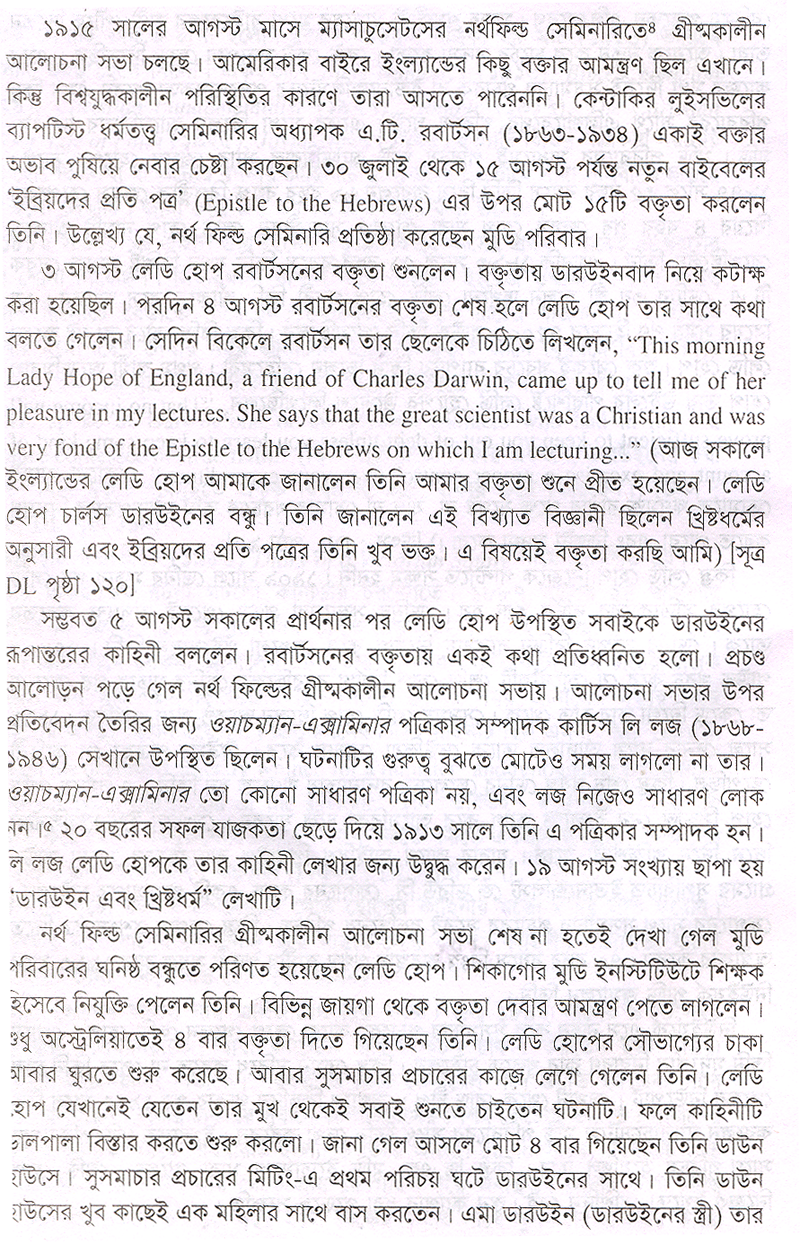 ১৯১৫ সালের আগস্ট মাসে ম্যাসাচুসেটসের নর্থফিল্ড সেমিনারিতে⁪⁴ গ্রীষ্মকালীন
আলোচনা সভা চলছে। আমেরিকার বাইরে ইংল্যান্ডের কিছু বক্তার আমন্ত্রণ ছিল এখানে।
কিন্তু বিশ্বযুদ্ধকালীন পরিস্থিতির কারণে তারা আসতে পারেননি। কেন্টাকির লুইসভিলের
ব্যাপটিস্ট ধর্মতত্ত্ব সেমিনারির অধ্যাপক এ.টি. রবার্টসন (১৮৬৩-১৯৩৪) একাই বক্তার
অভাব পুষিয়ে নেবার চেষ্টা করছেন। ৩০ জুলাই থেকে ১৫ আগস্ট পর্যন্ত নতুন বাইবেলের
‘ইব্রিয়দের প্রতি পত্র’ (Epistle to the Hebrews) এর উপর মোট ১৫টি বক্তৃতা করলেন
তিনি। উল্লেখ্য যে, নর্থ ফিল্ড সেমিনারি প্রতিষ্ঠা করেছেন মুডি পরিবার।
৩ আগস্ট লেডি হোপ রবার্টসনের বক্তৃতা শুনলেন। বক্তৃতায় ডারউইনবাদ নিয়ে কটাক্ষ
করা হয়েছিল। পরদিন ৪ আগস্ট রবার্টসনের বক্তৃতা শেষ হলে লেডি হোপ তার সাথে কথা
বলতে গেলেন। সেদিন বিকেলে রবার্টসন তার ছেলেকে চিঠিতে লিখলেন, “This morning
Lady Hope of England, a friend of Charles Darwin, came up to tell me of her
pleasure in my lectures. She says that the great scientist was a Christian and was
very fond of the Epistle to the Hebrews on which I am lecturing...” (আজ সকালে
ইংল্যান্ডের লেডি হোপ আমাকে জানালেন তিনি আমার বক্তৃতা শুনে প্রীত হয়েছেন। লেডি
হোপ চার্লস ডারউইনের বন্ধু। তিনি জানালেন এই বিখ্যাত বিজ্ঞানী ছিলেন খ্রিষ্টধর্মের
অনুসারী এবং ইব্রিয়দের প্রতি পত্রের তিনি খুব ভক্ত। এ বিষয়েই বক্তৃতা করছি আমি) [সূত্র
DL পৃষ্ঠা ১২০]
সম্ভবত ৫ আগস্ট সকালের প্রার্থনার পর লেডি হোপ উপস্থিত সবাইকে ডারউইনের
রূপান্তরের কাহিনী বললেন। রবার্টসনের বক্তৃতায় একই কথা প্রতিধ্বনিত হলো। প্রচণ্ড
আলোড়ন পড়ে গেল নর্থ ফিল্ডের গ্রীষ্মকালীন আলোচনা সভায়। আলোচনা সভার উপর
প্রতিবেদন তৈরির জন্য ওয়াচম্যান-এক্সামিনার পত্রিকার সম্পাদক কার্টিস লি লজ (১৮৬৮-
১৯৪৬) সেখানে উপস্থিত ছিলেন। ঘটনাটির গুরুত্ব বুঝতে মোটেও সময় লাগলো না তার।
ওয়াচম্যান-এক্সামিনার তো কোনো সাধারণ পত্রিকা নয়, এবং লজ নিজেও সাধারণ লোক
নন।⁵ ২০ বছরের সফল যাজকতা ছেড়ে দিয়ে ১৯১৩ সালে তিনি এ পত্রিকার সম্পাদক হন।
লি লজ লেডি হোপকে তার কাহিনী লেখার জন্য উদ্বুদ্ধ করেন। ১৯ আগস্ট সংখ্যায় ছাপা হয়
“ডারউইন এবং খ্রিষ্টধর্ম” লেখাটি।
নর্থ ফিল্ড সেমিনারির গ্রীষ্মকালীন আলোচনা সভা শেষ না হতেই দেখা গেল মুডি
পরিবারের ঘনিষ্ঠ বন্ধুতে পরিণত হয়েছেন লেডি হোপ। শিকাগোর মুডি ইনস্টিটিউটে শিক্ষক
হিসেবে নিযুক্তি পেলেন তিনি। বিভিন্ন জায়গা থেকে বক্তৃতা দেবার আমন্ত্রণ পেতে লাগলেন।
শুধু অস্ট্রেলিয়াতেই ৪ বার বক্তৃতা দিতে গিয়েছেন তিনি। লেডি হোপের সৌভাগ্যের চাকা
আবার ঘুরতে শুরু করেছে। আবার সুসমাচার প্রচারের কাজে লেগে গেলেন তিনি। লেডি
হোপ যেখানেই যেতেন তার মুখ থেকেই সবাই শুনতে চাইতেন ঘটনাটি। ফলে কাহিনীটি
ডালপালা বিস্তার করতে শুরু করলো। জানা গেল আসলে মোট ৪ বার গিয়েছেন তিনি ডাউন
হাউসে। সুসমাচার প্রচারের মিটিং-এ প্রথম পরিচয় ঘটে ডারউইনের সাথে। তিনি ডাউন
হাউসের খুব কাছেই এক মহিলার সাথে বাস করতেন। এমা ডারউইন (ডারউইনের স্ত্রী) তার